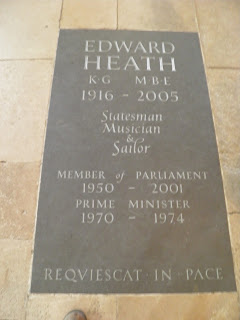 EDWARD
HEATH
K·G M·B·E
1916 - 2005
Statesman
Musician
&
Sailor
MEMBER of PARLIAMENT
1950 - 2001
PRIME MINISTER
1970 - 1974
REQVIESCAT · IN · PACE